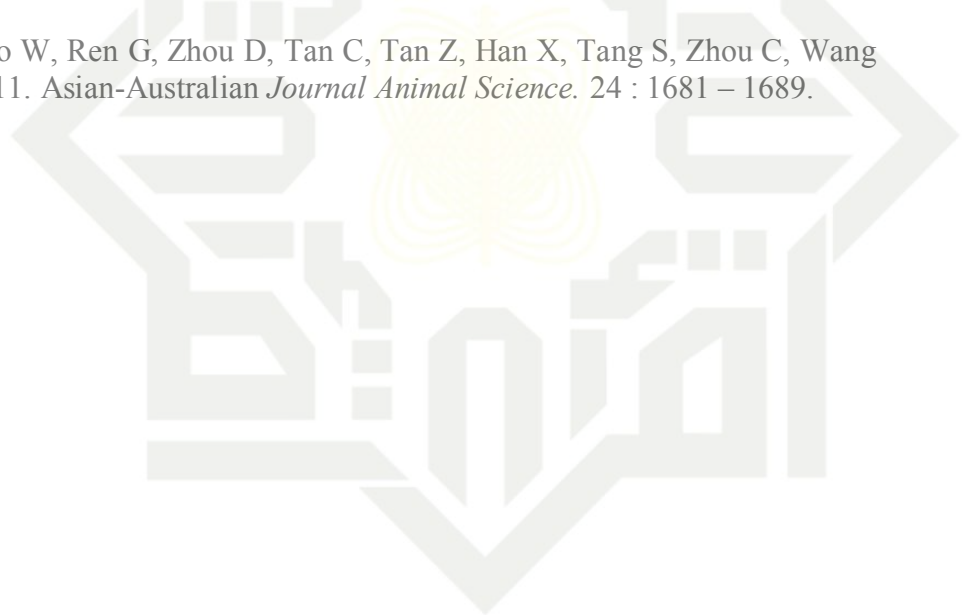 W, Ren G, Zhou D, Tan C, Tan Z, Han X, Tang S, Zhou C, Wang
11. Asian-Australian Journal Animal Science. 24 : 1681 – 1689.